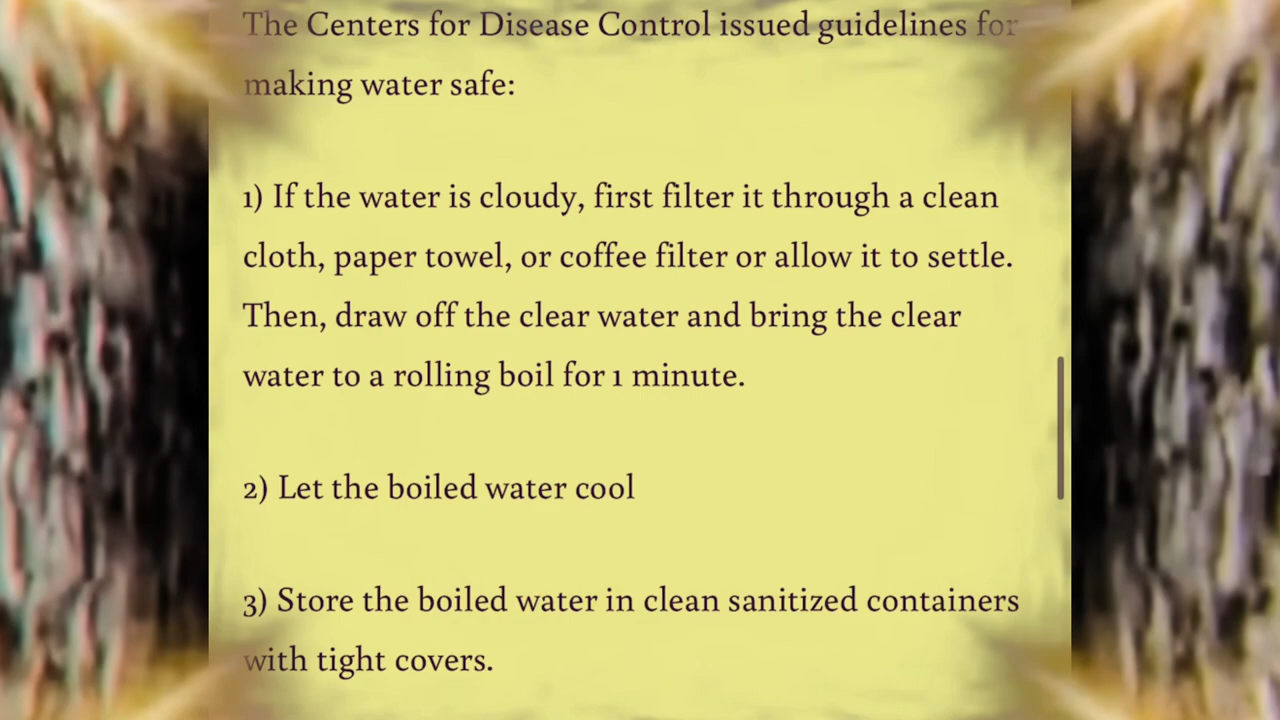 The Centers for Disease Control issued guidelines for
making water safe:
1) If the water is cloudy, first filter it through a clean
cloth, paper towel, or coffee filter or allow it to settle.
Then, draw off the clear water and bring the clear
water to a rolling boil for 1 minute.
2) Let the boiled water cool
3) Store the boiled water in clean sanitized containers
with tight covers.